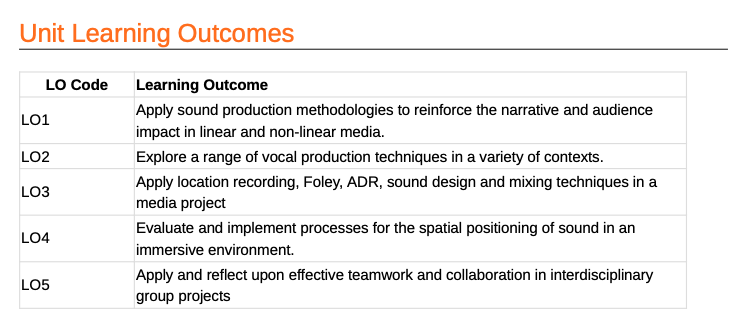 Unit Learning Outcomes
LO Code Learning Outcome
LO1 Apply sound production methodologies to reinforce the narrative and audience
impact in linear and non-linear media.
LO2 Explore a range of vocal production techniques in a variety of contexts.
LO3 Apply location recording, Foley, ADR, sound design and mixing techniques in a
media project
LO4 Evaluate and implement processes for the spatial positioning of sound in an
immersive environment.
LO5 Apply and reflect upon effective teamwork and collaboration in interdisciplinary
group projects